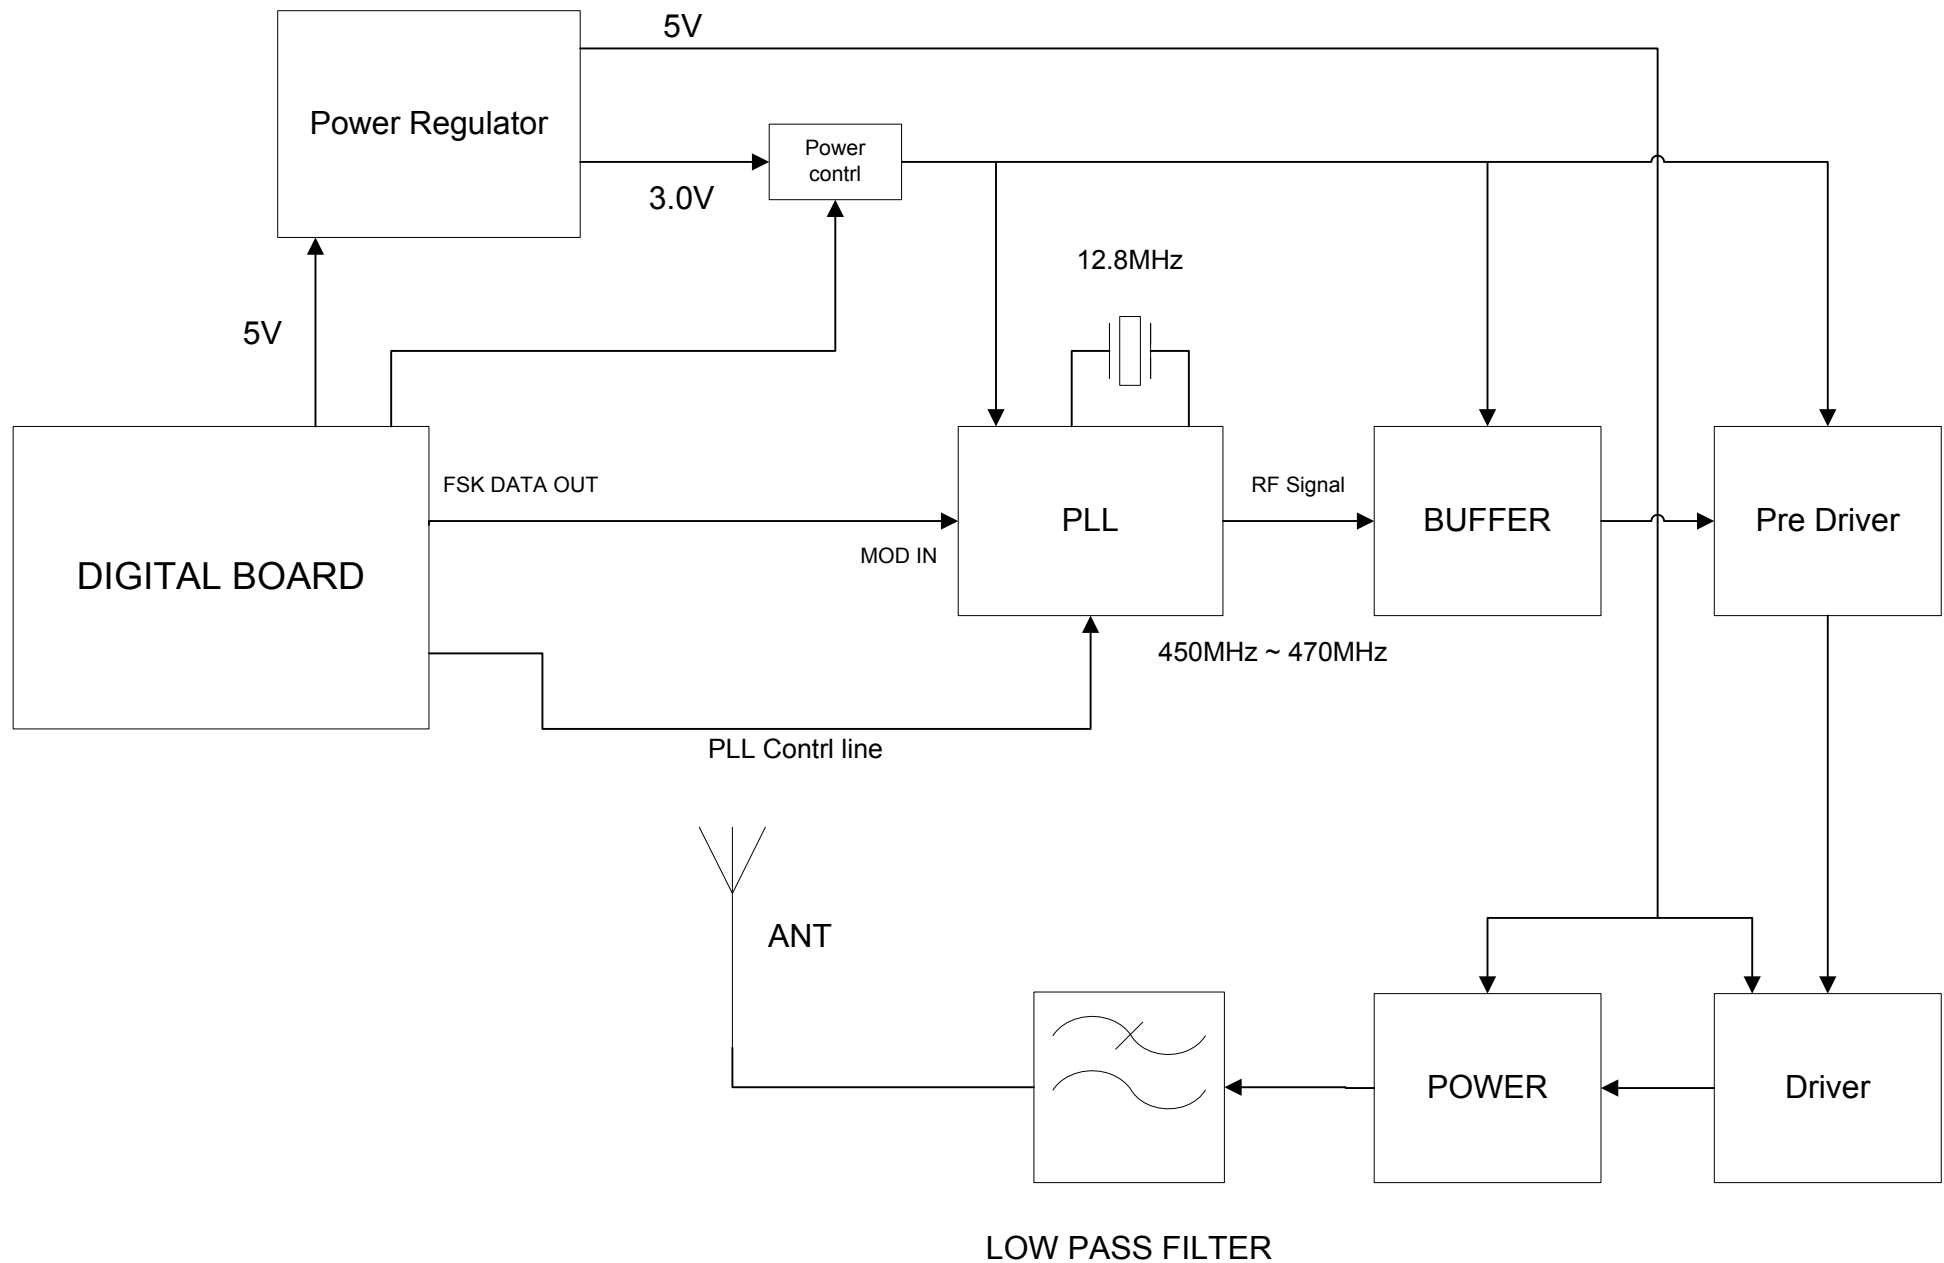 5V
Power Regulator
Power
contrl
3.0V
12.8MHz
5V
FSK DATA OUT
RF Signal
PLL
BUFFER
Pre Driver
MOD IN
DIGITAL BOARD
450MHz ~ 470MHz
PLL Contrl line
ANT
POWER
Driver
LOW PASS FILTER